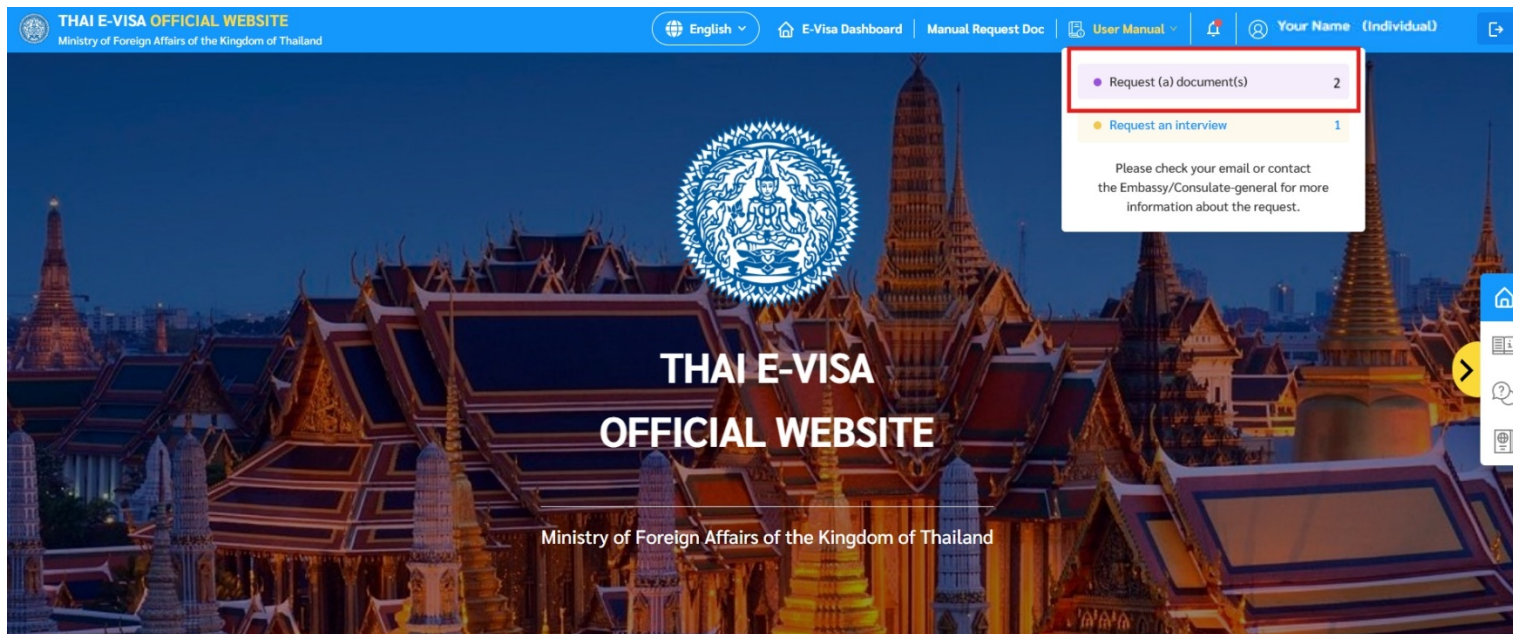 THAI E-VISA OFFICIAL WEBSITE
Ministry of Foreign Affairs of the Kingdom of Thailand
English
E-Visa Dashboard
Manual Request Doc
User Manual
Your Name (Individual)
Request (a) document(s) 2
Request an interview 1
Please check your email or contact
the Embassy/Consulate-general for more
information about the request.
THAI E-VISA
OFFICIAL WEBSITE
Ministry of Foreign Affairs of the Kingdom of Thailand